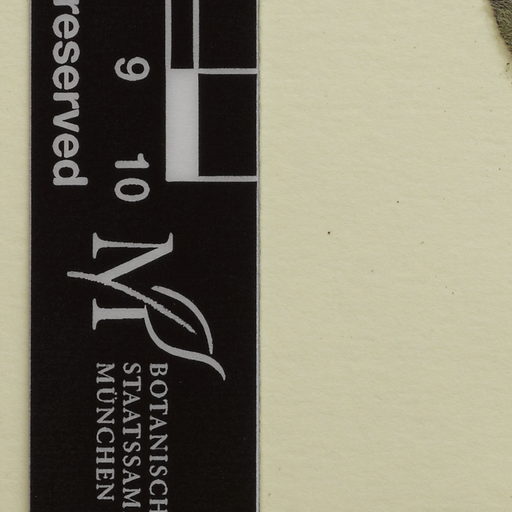 reserved
9
10
M
BOTANISCH
STAATSSAM
MÜNCHEN